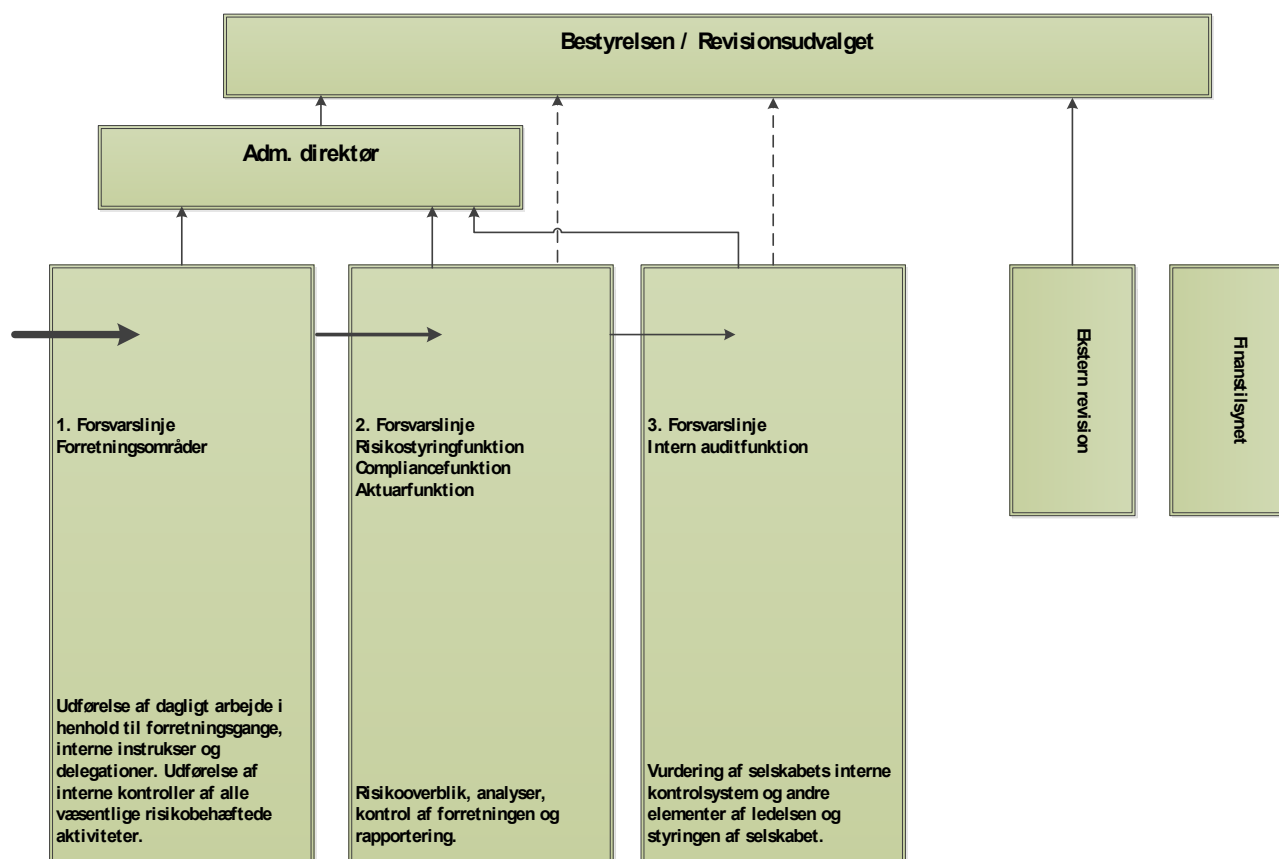 Bestyrelsen / Revisionsudvalget
Adm. direktør
1. Forsvarslinje
Forretningsområder
Udførelse af dagligt arbejde i
henhold til forretningsgange,
interne instrukser og
delegationer. Udførelse af
interne kontroller af alle
væsentlige risikobehæftede
aktiviteter.
2. Forsvarslinje
Risikostyringfunktion
Compliancefunktion
Aktuarfunktion
Risikooverblik, analyser,
kontrol af forretningen og
rapportering.
3. Forsvarslinje
Intern auditfunktion
Vurdering af selskabets interne
kontrolsystem og andre
elementer af ledelsen og
styringen af selskabet.
Ekstern revision
Finanstilsynet